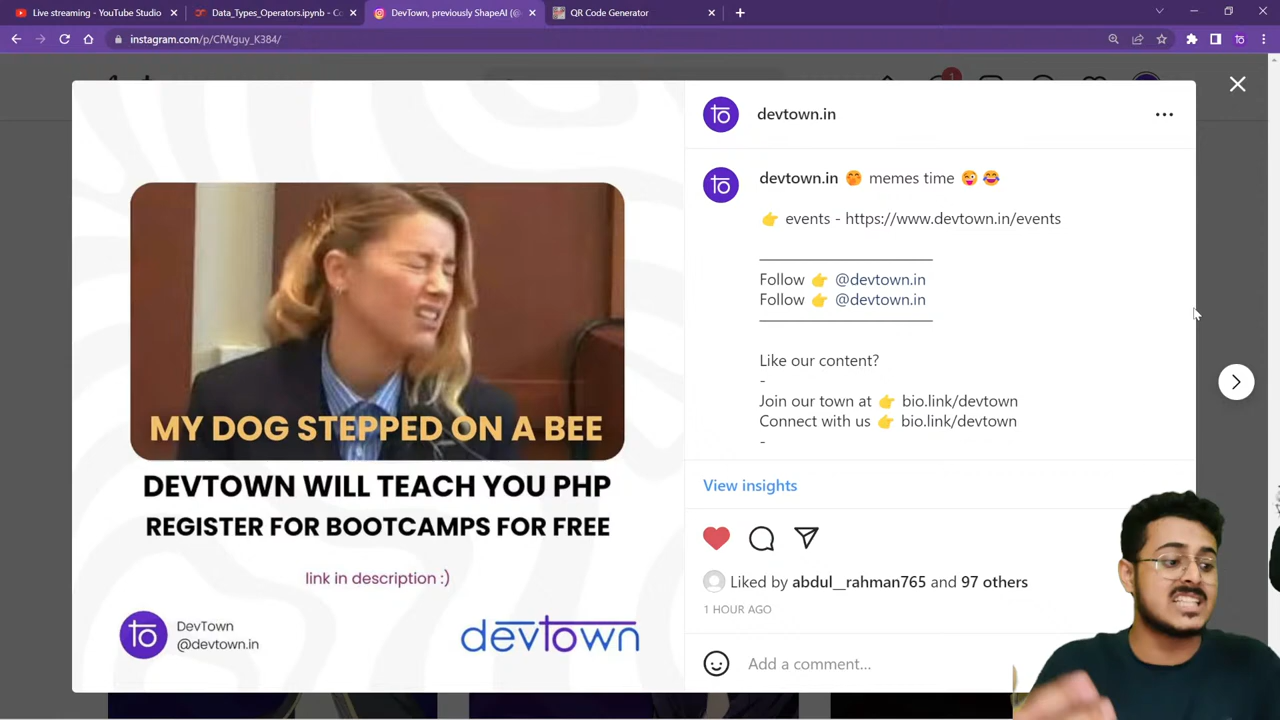 Live streaming - YouTube Studio
Data_Types_Operators.ipynb - Co
DevTown, previously ShapeAI (@
QR Code Generator
instagram.com/p/CfWguy_K384/
devtown.in
devtown.in 🤭 memes time 😜 😂
👉 events - https://www.devtown.in/events
Follow 👉 @devtown.in
Follow 👉 @devtown.in
Like our content?
-
Join our town at 👉 bio.link/devtown
Connect with us 👉 bio.link/devtown
-
View insights
Liked by abdul__rahman765 and 97 others
1 HOUR AGO
Add a comment...
MY DOG STEPPED ON A BEE
DEVTOWN WILL TEACH YOU PHP
REGISTER FOR BOOTCAMPS FOR FREE
link in description :)
DevTown
@devtown.in
devtown